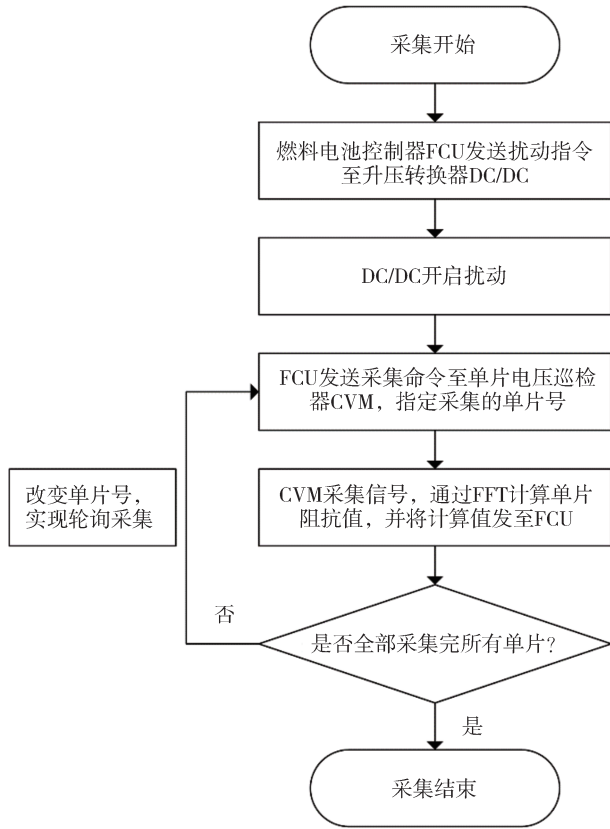 采集开始
燃料电池控制器FCU发送扰动指令
至升压转换器DC/DC
DC/DC开启扰动
FCU发送采集命令至单片电压巡检
器CVM，指定采集的单片号
改变单片号，
实现轮询采集
CVM采集信号，通过FFT计算单片
阻抗值，并将计算值发至FCU
否
是否全部采集完所有单片？
是
采集结束